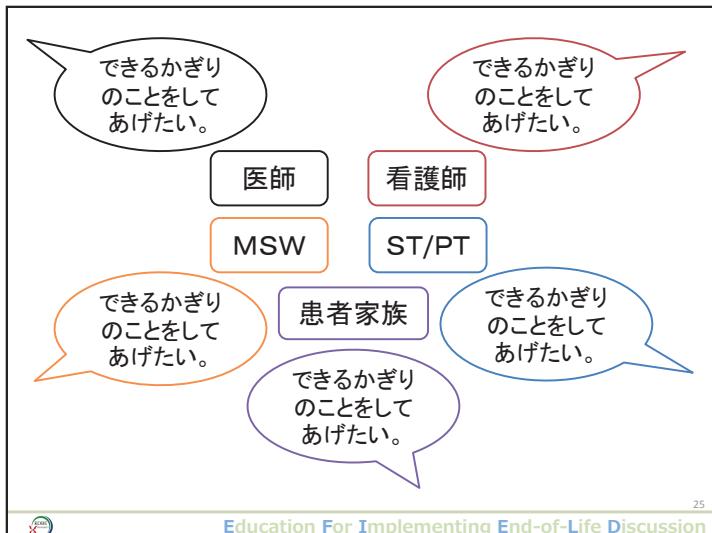 できるかぎり
のことをして
あげたい。
できるかぎり
のことをして
あげたい。
医師
看護師
MSW
ST/PT
できるかぎり
のことをして
あげたい。
患者家族
できるかぎり
のことをして
あげたい。
できるかぎり
のことをして
あげたい。
25
Education For Implementing End-of-Life Discussion